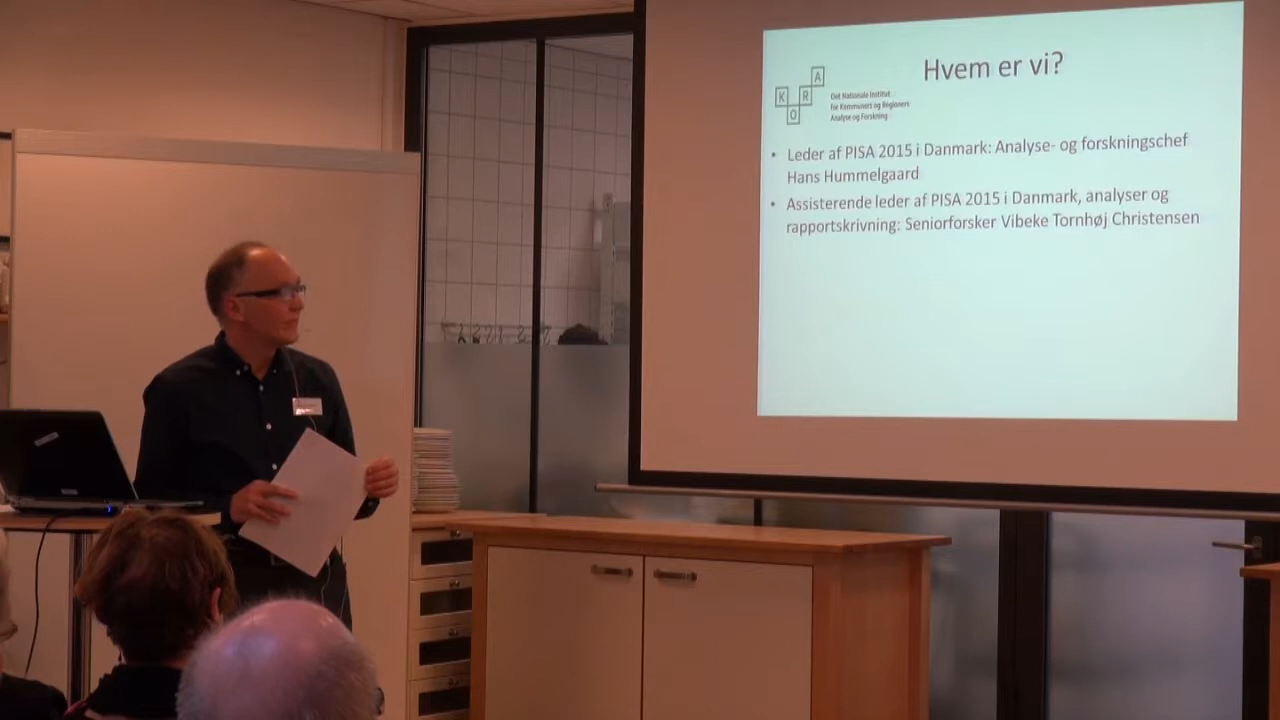 Hvem er vi?
K
O
R
A
Det Nationale Institut
for Kommuners og Regioners
Analyse og Forskning
• Leder af PISA 2015 i Danmark: Analyse- og forskningschef
Hans Hummelgaard
• Assisterende leder af PISA 2015 i Danmark, analyser og
rapportskrivning: Seniorforsker Vibeke Tornhøj Christensen